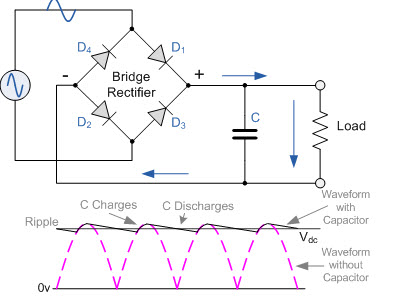 D4
D1
-
Bridge
Rectifier
+
D2
D3
C
Load
C Charges
C Discharges
Waveform
with
Capacitor
Ripple
Vdc
Waveform
without
Capacitor
0v